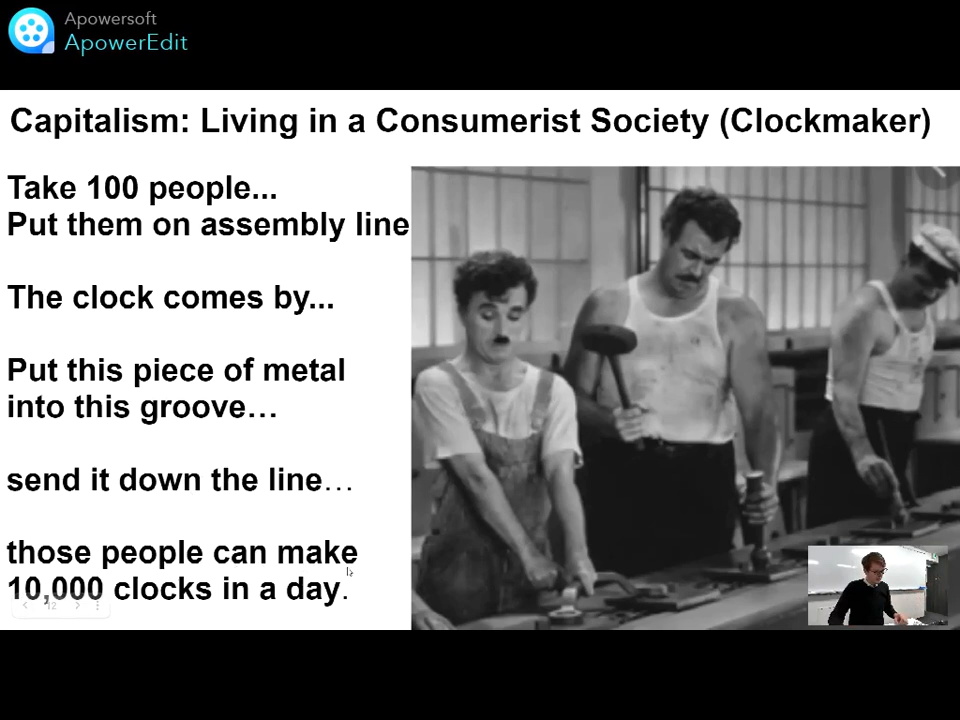 Apowersoft
ApowerEdit
Capitalism: Living in a Consumerist Society (Clockmaker)
Take 100 people...
Put them on assembly line
The clock comes by...
Put this piece of metal
into this groove…
send it down the line…
those people can make
10,000 clocks in a day.
12